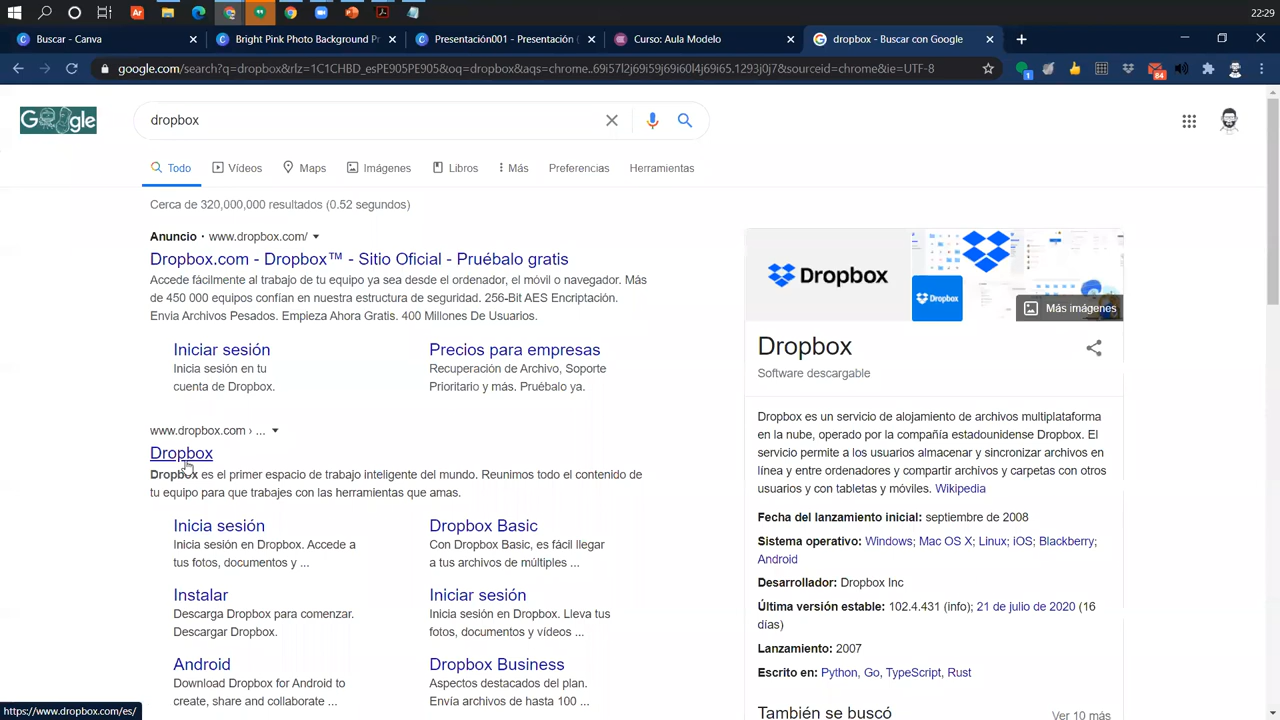 22:29
Buscar - Canva
Bright Pink Photo Background Pr
Presentación001 - Presentación (
Curso: Aula Modelo
dropbox - Buscar con Google
google.com/search?q=dropbox&rlz=1C1CHBD_esPE905PE905&oq=dropbox&aqs=chrome..69i57l2j69i59j69i60l4j69i65.1293j0j7&sourceid=chrome&ie=UTF-8
1
64
Google
dropbox
Todo
Vídeos
Maps
Imágenes
Libros
Más
Preferencias
Herramientas
Cerca de 320,000,000 resultados (0.52 segundos)
Anuncio · www.dropbox.com/
Dropbox.com - Dropbox™ - Sitio Oficial - Pruébalo gratis
Accede fácilmente al trabajo de tu equipo ya sea desde el ordenador, el móvil o navegador. Más
de 450 000 equipos confían en nuestra estructura de seguridad. 256-Bit AES Encriptación.
Envia Archivos Pesados. Empieza Ahora Gratis. 400 Millones De Usuarios.
Iniciar sesión
Inicia sesión en tu
cuenta de Dropbox.
Precios para empresas
Recuperación de Archivo, Soporte
Prioritario y más. Pruébalo ya.
www.dropbox.com › ...
Dropbox
Dropbox es el primer espacio de trabajo inteligente del mundo. Reunimos todo el contenido de
tu equipo para que trabajes con las herramientas que amas.
Inicia sesión
Inicia sesión en Dropbox. Accede a
tus fotos, documentos y ...
Dropbox Basic
Con Dropbox Basic, es fácil llegar
a tus archivos de múltiples ...
Instalar
Descarga Dropbox para comenzar.
Descargar Dropbox.
Iniciar sesión
Inicia sesión en Dropbox. Lleva tus
fotos, documentos y vídeos ...
Android
Download Dropbox for Android to
create, share and collaborate ...
Dropbox Business
Aspectos destacados del plan.
Envía archivos de hasta 100 ...
Dropbox
Dropbox
Más imágenes
Dropbox
Software descargable
Dropbox es un servicio de alojamiento de archivos multiplataforma
en la nube, operado por la compañía estadounidense Dropbox. El
servicio permite a los usuarios almacenar y sincronizar archivos en
línea y entre ordenadores y compartir archivos y carpetas con otros
usuarios y con tabletas y móviles. Wikipedia
Fecha del lanzamiento inicial: septiembre de 2008
Sistema operativo: Windows; Mac OS X; Linux; iOS; Blackberry;
Android
Desarrollador: Dropbox Inc
Última versión estable: 102.4.431 (info); 21 de julio de 2020 (16
días)
Lanzamiento: 2007
Escrito en: Python, Go, TypeScript, Rust
También se buscó
Ver 10 más
https://www.dropbox.com/es/